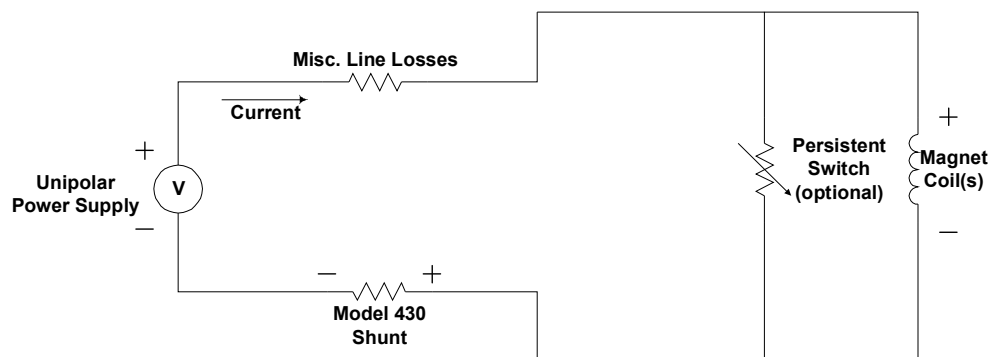 Misc. Line Losses
+
Current
+
Unipolar
Power Supply
V
−
Persistent
Switch
(optional)
+
Magnet
Coil(s)
−
−
+
Model 430
Shunt